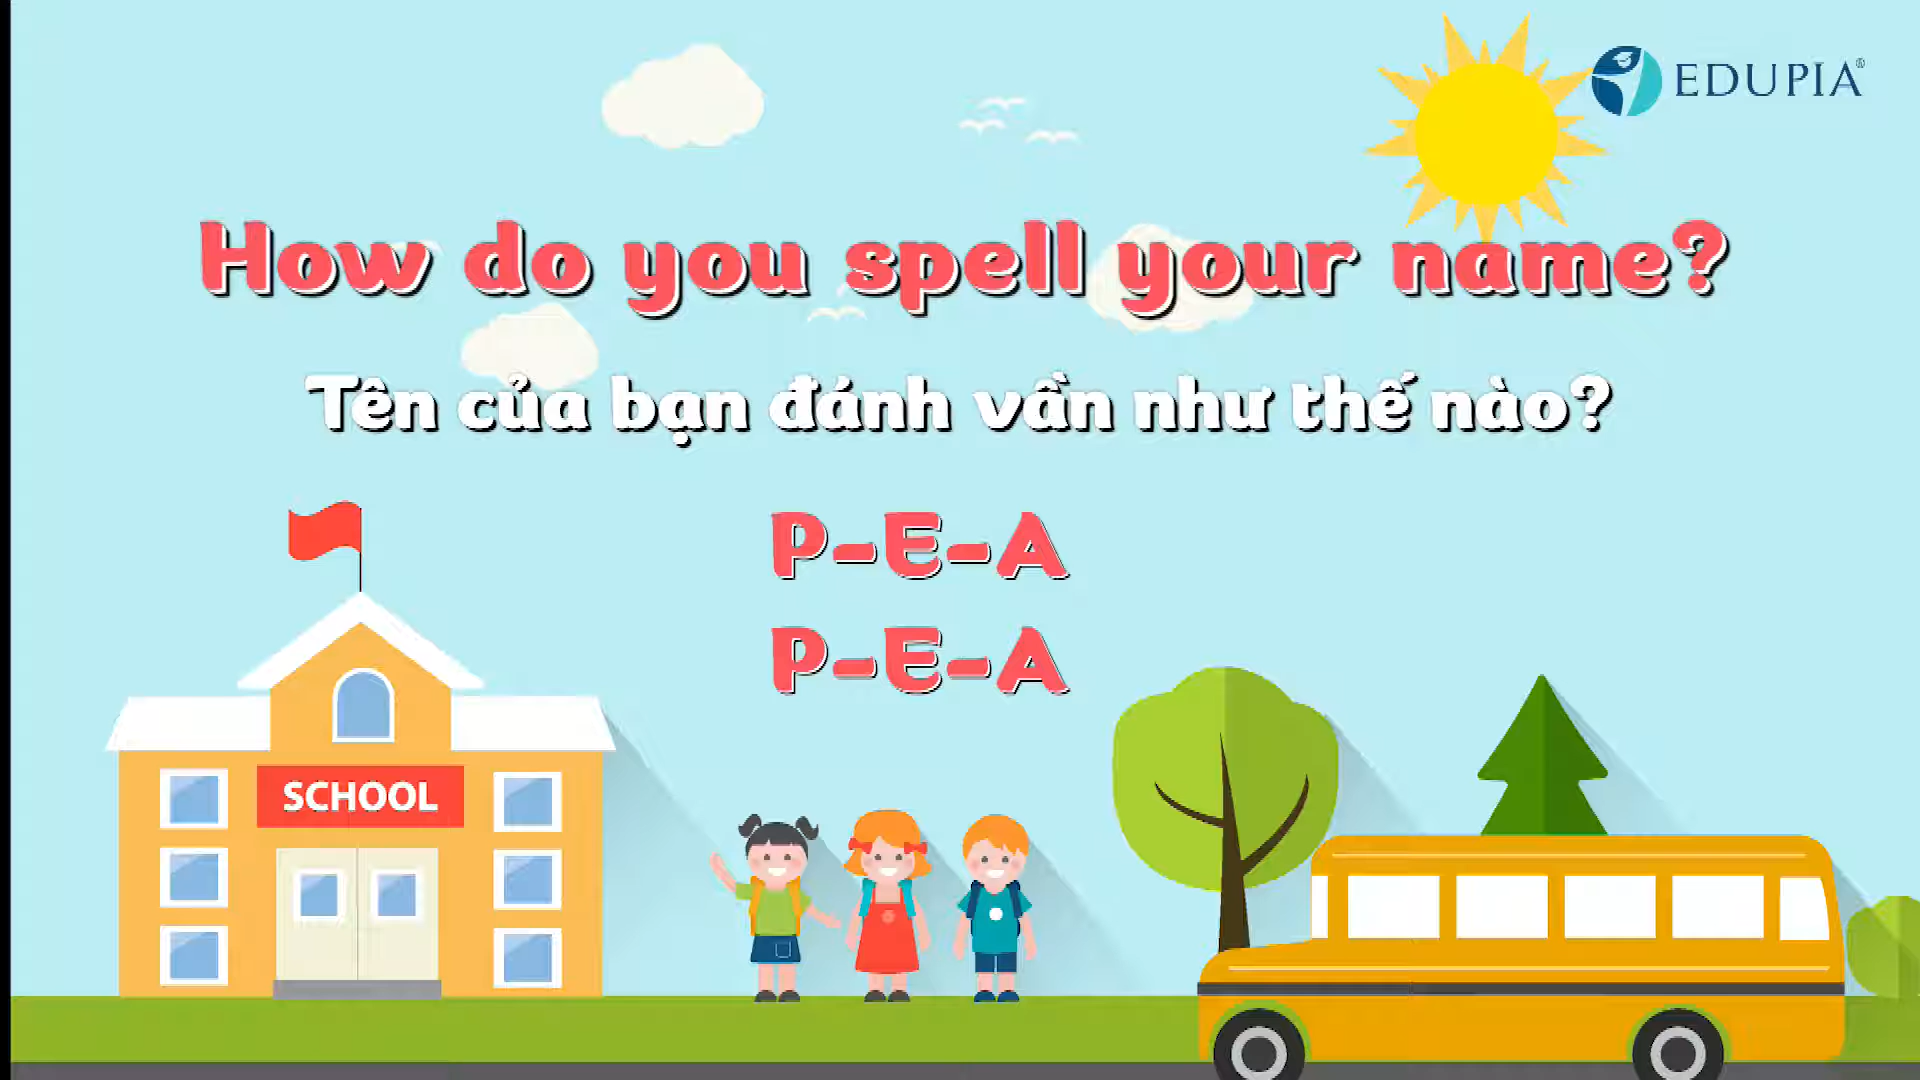 EDUPIA®
How do you spell your name?
Tên của bạn đánh vần như thế nào?
P-E-A
P-E-A
SCHOOL